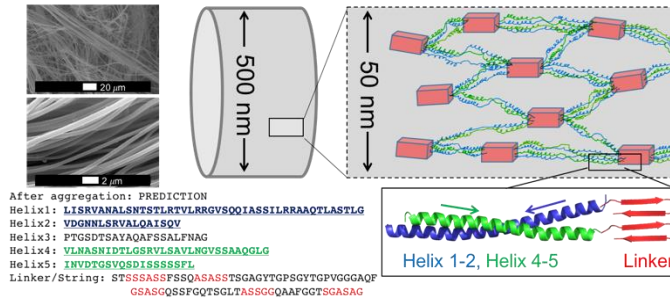 20 μm
2 μm
500 nm
50 nm
After aggregation: PREDICTION
Helix1: LISRVANALSNTSTLRTVLRRGVSQQIASSILRRAAQTLASTLG
Helix2: VDGNNLSRVALQAISQV
Helix3: PTGSDTSAYAQAFSSALFNAG
Helix4: VLNASNIDTLGSRVLSAVLNGVSSAAQGLG
Helix5: INVDTGSVQSDISSSSSFL
Linker/String: STSSSASSFSSQASASSTSGAGYTGPSGYTGPVGGGAQF
GSASGQSSFGQTSGLTASSGGQAAFGGTSGASAG
Helix 1-2, Helix 4-5
Linker